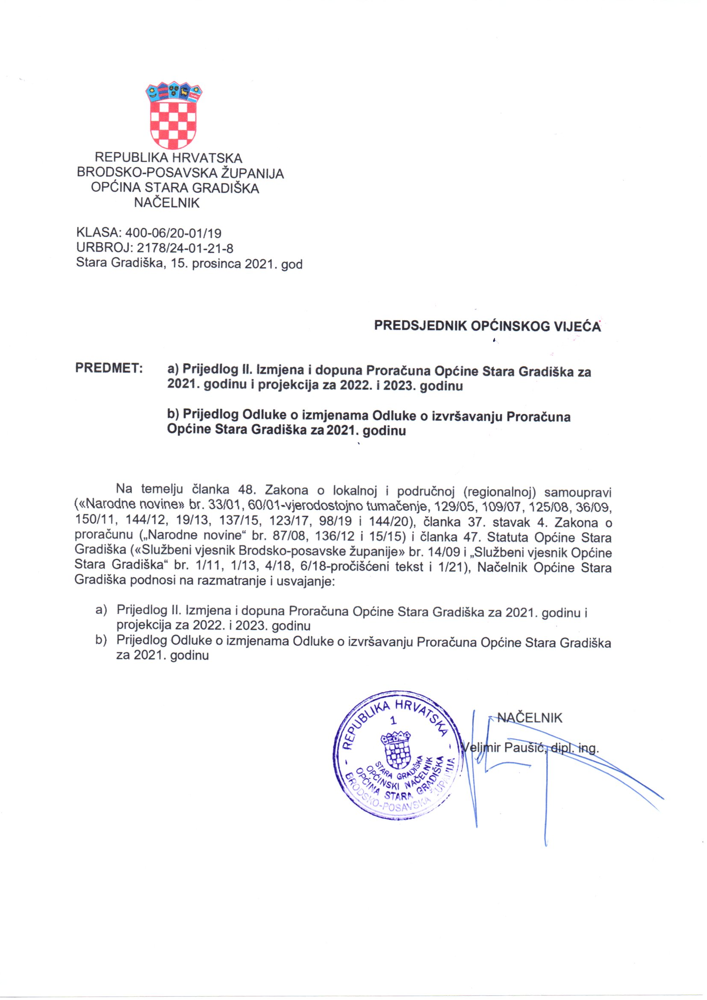 REPUBLIKA HRVATSKA
BRODSKO-POSAVSKA ŽUPANIJA
OPĆINA STARA GRADIŠKA
NAČELNIK
KLASA: 400-06/20-01/19
URBROJ: 2178/24-01-21-8
Stara Gradiška, 15. prosinca 2021. god
PREDSJEDNIK OPĆINSKOG VIJEĆA
PREDMET: a) Prijedlog II. Izmjena i dopuna Proračuna Općine Stara Gradiška za
2021. godinu i projekcija za 2022. i 2023. godinu
b) Prijedlog Odluke o izmjenama Odluke o izvršavanju Proračuna
Općine Stara Gradiška za 2021. godinu
Na temelju članka 48. Zakona o lokalnoj i područnoj (regionalnoj) samoupravi
(«Narodne novine» br. 33/01, 60/01-vjerodostojno tumačenje, 129/05, 109/07, 125/08, 36/09,
150/11, 144/12, 19/13, 137/15, 123/17, 98/19 i 144/20), članka 37. stavak 4. Zakona o
proračunu („Narodne novine“ br. 87/08, 136/12 i 15/15) i članka 47. Statuta Općine Stara
Gradiška («Službeni vjesnik Brodsko-posavske županije» br. 14/09 i „Službeni vjesnik Općine
Stara Gradiška“ br. 1/11, 1/13, 4/18, 6/18-pročišćeni tekst i 1/21), Načelnik Općine Stara
Gradiška podnosi na razmatranje i usvajanje:
a) Prijedlog II. Izmjena i dopuna Proračuna Općine Stara Gradiška za 2021. godinu i
projekcija za 2022. i 2023. godinu
b) Prijedlog Odluke o izmjenama Odluke o izvršavanju Proračuna Općine Stara Gradiška
za 2021. godinu
- REPUBLIKA HRVATSKA -
1
STARA GRADIŠKA
OPĆINSKI NAČELNIK
OPĆINA STARA GRADIŠKA
BRODSKO-POSAVSKA ŽUPANIJA
NAČELNIK
Velimir Paušić, dipl. ing.